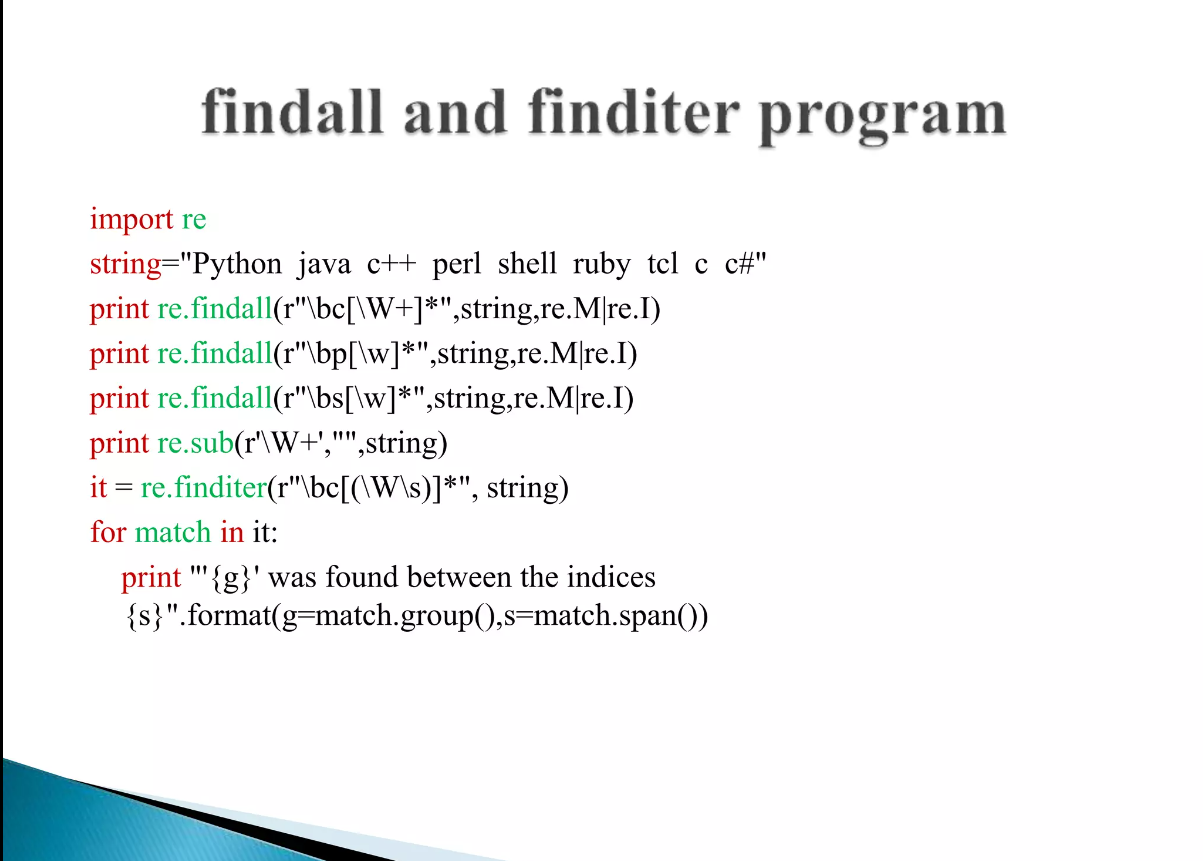 findall and finditer program
import re
string="Python  java  c++  perl  shell  ruby  tcl  c  c#"
print re.findall(r"\bc[\W+]*",string,re.M|re.I)
print re.findall(r"\bp[\w]*",string,re.M|re.I)
print re.findall(r"\bs[\w]*",string,re.M|re.I)
print re.sub(r'\W+',"",string)
it = re.finditer(r"\bc[(\W\s)]*", string)
for match in it:
print "'{g}' was found between the indices
{s}".format(g=match.group(),s=match.span())